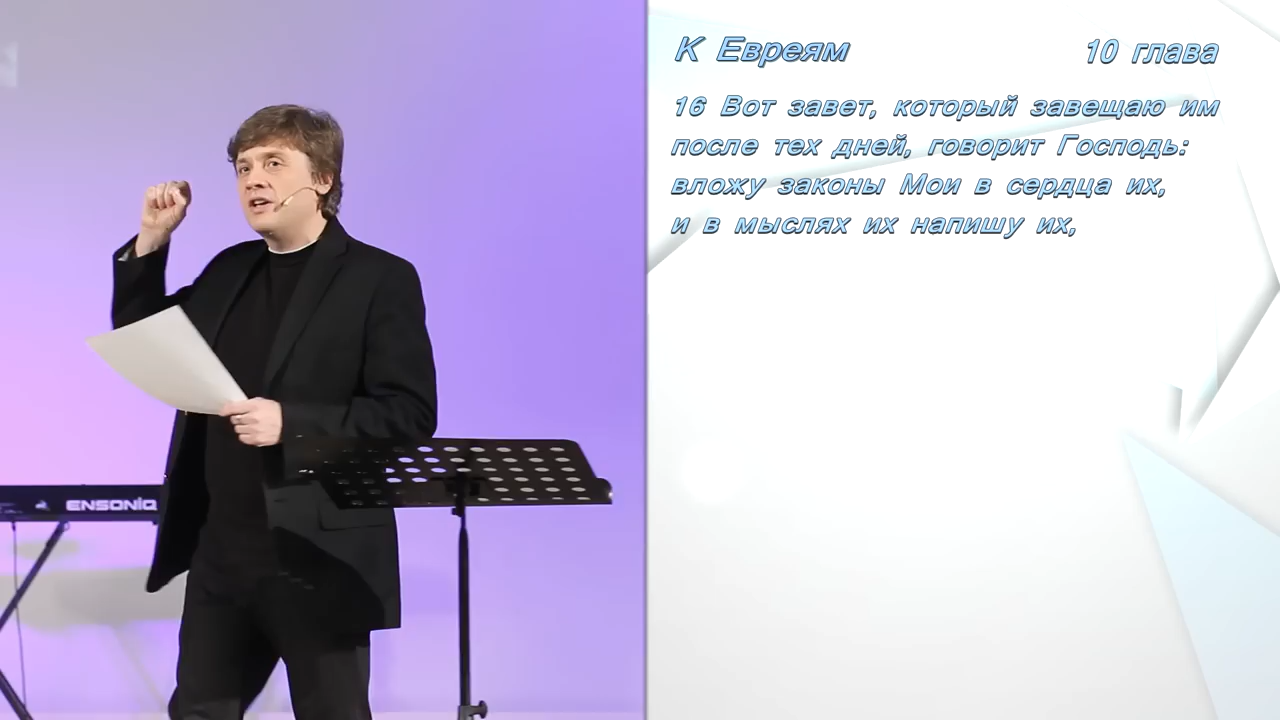 К Евреям 10 глава
16 Вот завет, который завещаю им
после тех дней, говорит Господь:
вложу законы Мои в сердца их,
и в мыслях их напишу их,
ENSONIQ